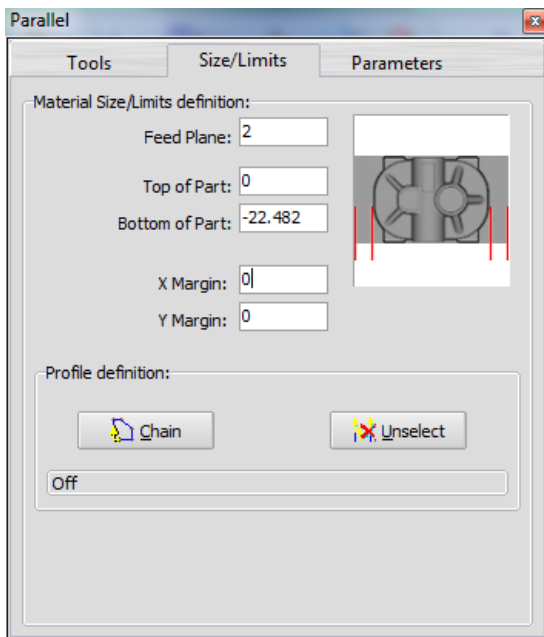 Parallel
Tools Size/Limits Parameters
Material Size/Limits definition:
Feed Plane: 2
Top of Part: 0
Bottom of Part: -22.482
X Margin: 0
Y Margin: 0
Profile definition:
Chain Unselect
Off